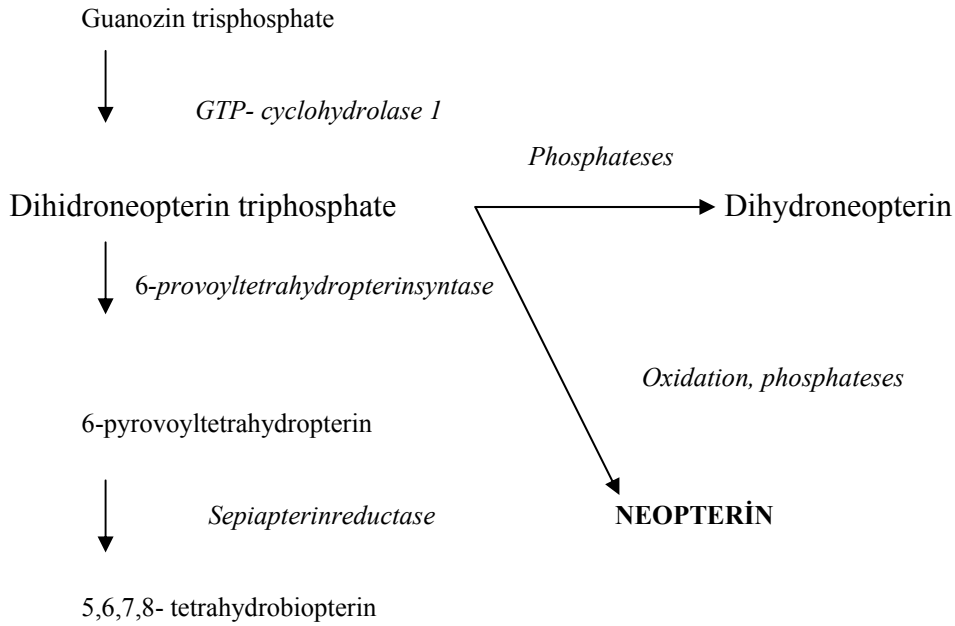 Guanozin trisphosphate
GTP- cyclohydrolase 1
Phosphateses
Dihidroneopterin triphosphate
Dihydroneopterin
6-provoyltetrahydropterinsyntase
Oxidation, phosphateses
6-pyrovoyltetrahydropterin
Sepiapterinreductase
NEOPTERİN
5,6,7,8- tetrahydrobiopterin